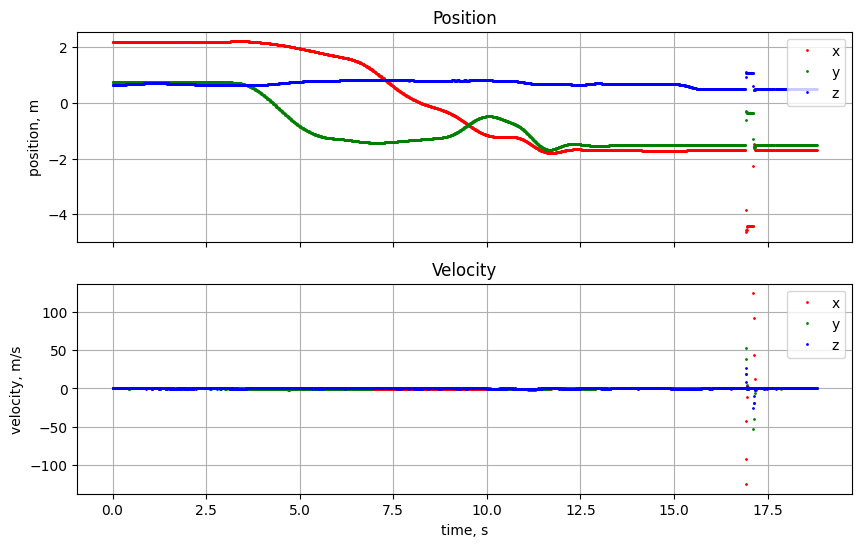 Position
position, m
2
0
−2
−4
x
y
z
Velocity
velocity, m/s
100
50
0
−50
−100
x
y
z
0.0 2.5 5.0 7.5 10.0 12.5 15.0 17.5
time, s